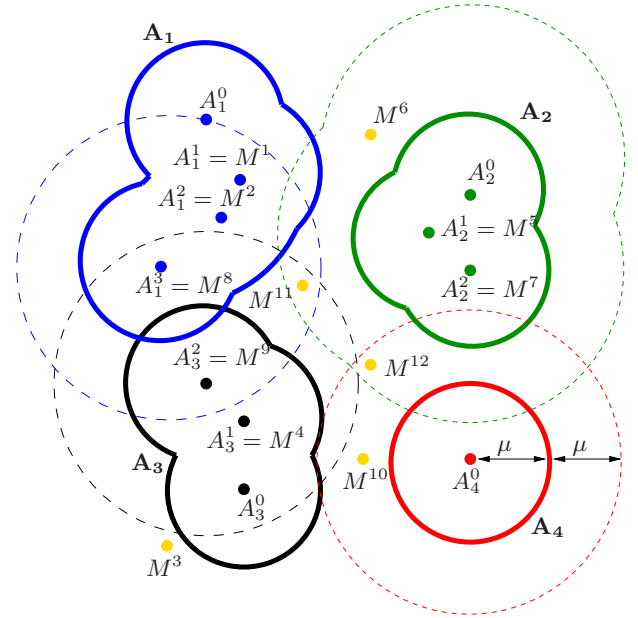 A₁
A₁⁰
M⁶
A₂
A₁¹ = M¹
A₂⁰
A₁² = M²
A₂¹ = M⁵
A₁³ = M⁸
M¹¹
A₂² = M⁷
A₃² = M⁹
M¹²
A₃¹ = M⁴
μ
μ
A₃
M¹⁰
A₄⁰
A₃⁰
A₄
M³